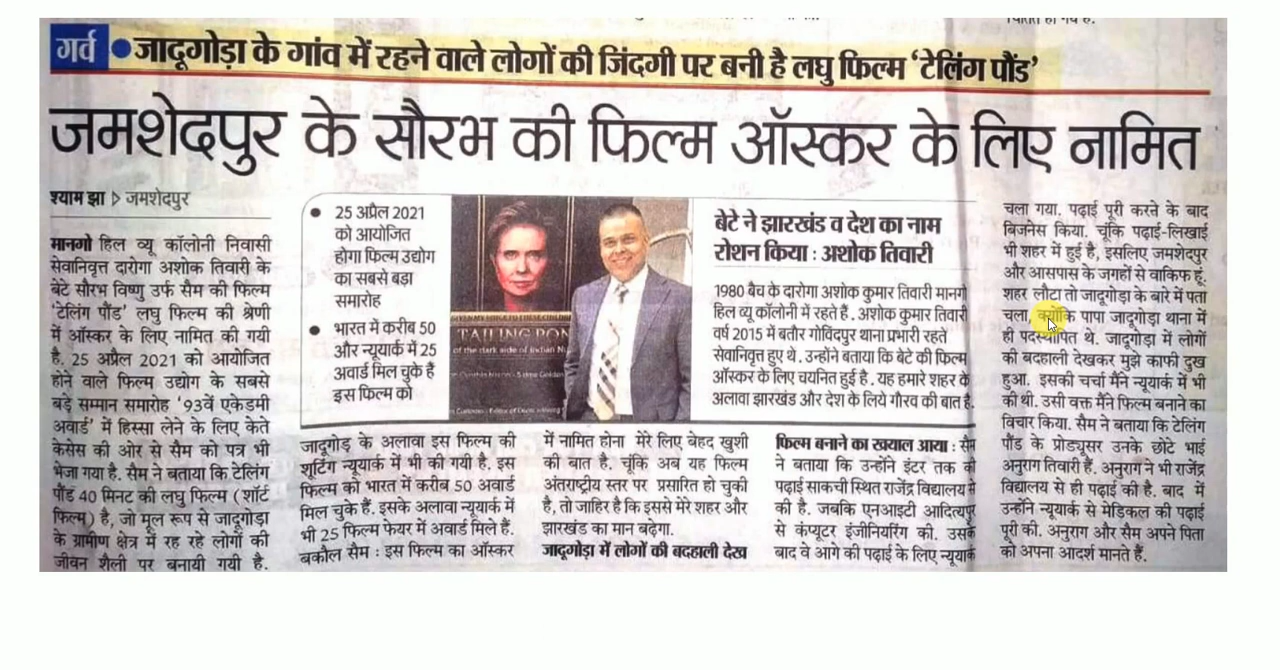 चिंतित हो गये है.
गर्व ●जादूगोड़ा के गांव में रहने वाले लोगों की जिंदगी पर बनी है लघु फिल्म ‘टेलिंग पौंड’
जमशेदपुर के सौरभ की फिल्म ऑस्कर के लिए नामित
श्याम झा ▷ जमशेदपुर
मानगो हिल व्यू कॉलोनी निवासी
सेवानिवृत्त दारोगा अशोक तिवारी के
बेटे सौरभ विष्णु उर्फ सैम की फिल्म
‘टेलिंग पौंड’ लघु फिल्म की श्रेणी
में ऑस्कर के लिए नामित की गयी
है. 25 अप्रैल 2021 को आयोजित
होने वाले फिल्म उद्योग के सबसे
बड़े सम्मान समारोह ‘93वें एकेडमी
अवार्ड’ में हिस्सा लेने के लिए केते
केसेस की ओर से सैम को पत्र भी
भेजा गया है. सैम ने बताया कि टेलिंग
पौंड 40 मिनट की लघु फिल्म (शॉर्ट
फिल्म) है, जो मूल रूप से जादूगोड़ा
के ग्रामीण क्षेत्र में रह रहे लोगों की
जीवन शैली पर बनायी गयी है.
● 25 अप्रैल 2021
को आयोजित
होगा फिल्म उद्योग
का सबसे बड़ा
समारोह
● भारत में करीब 50
और न्यूयार्क में 25
अवार्ड मिल चुके हैं
इस फिल्म को
TAILING PON
of the dark side of Indian Nu
बेटे ने झारखंड व देश का नाम
रोशन किया : अशोक तिवारी
1980 बैच के दारोगा अशोक कुमार तिवारी मानगो
हिल व्यू कॉलोनी में रहते हैं . अशोक कुमार तिवारी
वर्ष 2015 में बतौर गोविंदपुर थाना प्रभारी रहते
सेवानिवृत्त हुए थे . उन्होंने बताया कि बेटे की फिल्म
ऑस्कर के लिए चयनित हुई है . यह हमारे शहर के
अलावा झारखंड और देश के लिये गौरव की बात है.
जादूगोड़ के अलावा इस फिल्म की
शूटिंग न्यूयार्क में भी की गयी है. इस
फिल्म को भारत में करीब 50 अवार्ड
मिल चुके हैं. इसके अलावा न्यूयार्क में
भी 25 फिल्म फेयर में अवार्ड मिले हैं.
बकौल सैम : इस फिल्म का ऑस्कर
में नामित होना मेरे लिए बेहद खुशी
की बात है. चूंकि अब यह फिल्म
अंतराष्ट्रीय स्तर पर प्रसारित हो चुकी
है, तो जाहिर है कि इससे मेरे शहर और
झारखंड का मान बढ़ेगा.
जादूगोड़ा में लोगों की बदहाली देख
फिल्म बनाने का खयाल आया : सैम
ने बताया कि उन्होंने इंटर तक की
पढ़ाई साकची स्थित राजेंद्र विद्यालय से
की है. जबकि एनआइटी आदित्यपुर
से कंप्यूटर इंजीनियरिंग की. उसके
बाद वे आगे की पढ़ाई के लिए न्यूयार्क
चला गया. पढ़ाई पूरी करने के बाद
बिजनेस किया. चूंकि पढ़ाई-लिखाई
भी शहर में हुई है, इसलिए जमशेदपुर
और आसपास के जगहों से वाकिफ हूं.
शहर लौटा तो जादूगोड़ा के बारे में पता
चला. क्योंकि पापा जादूगोड़ा थाना में
ही पदस्थापित थे. जादूगोड़ा में लोगों
की बदहाली देखकर मुझे काफी दुख
हुआ. इसकी चर्चा मैंने न्यूयार्क में भी
की थी. उसी वक्त मैंने फिल्म बनाने का
विचार किया. सैम ने बताया कि टेलिंग
पौंड के प्रोड्यूसर उनके छोटे भाई
अनुराग तिवारी हैं. अनुराग ने भी राजेंद्र
विद्यालय से ही पढ़ाई की है. बाद में
उन्होंने न्यूयार्क से मेडिकल की पढ़ाई
पूरी की. अनुराग और सैम अपने पिता
को अपना आदर्श मानते हैं.